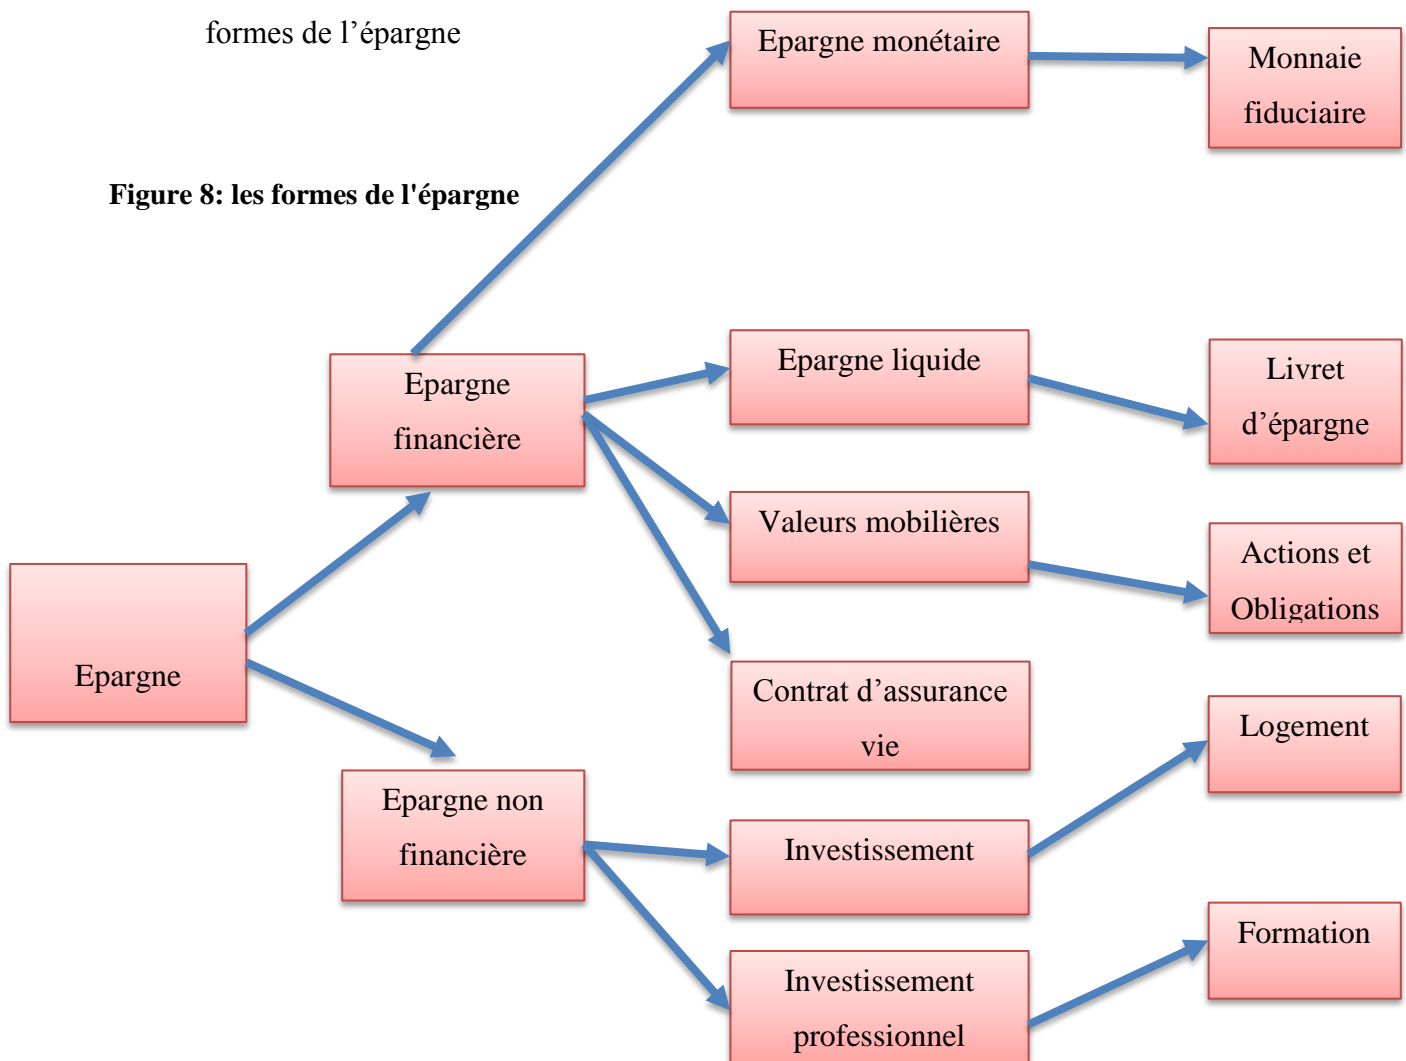 formes de l’épargne
Figure 8: les formes de l'épargne
Epargne
Epargne
financière
Epargne non
financière
Epargne monétaire
Epargne liquide
Valeurs mobilières
Contrat d’assurance
vie
Investissement
Investissement
professionnel
Monnaie
fiduciaire
Livret
d’épargne
Actions et
Obligations
Logement
Formation